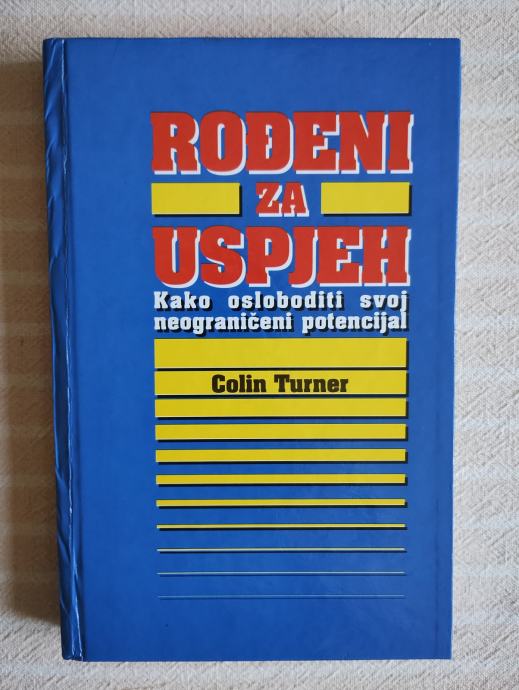 ROĐENI
ZA
USPJEH
Kako osloboditi svoj
neograničeni potencijal
Colin Turner